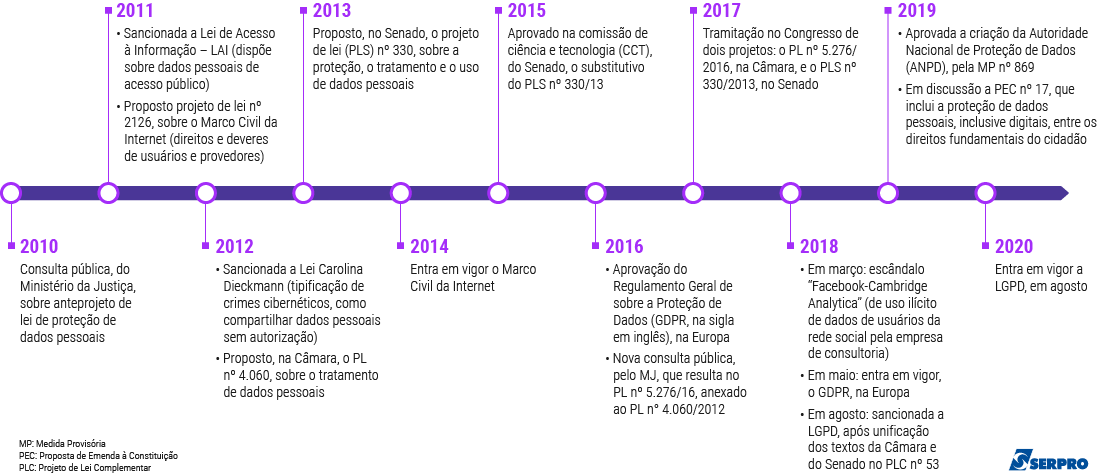 2011
• Sancionada a Lei de Acesso
à Informação – LAI (dispõe
sobre dados pessoais de
acesso público)
• Proposto projeto de lei nº
2126, sobre o Marco Civil da
Internet (direitos e deveres
de usuários e provedores)
2013
Proposto, no Senado, o projeto
de lei (PLS) nº 330, sobre a
proteção, o tratamento e o uso
de dados pessoais
2015
Aprovado na comissão de
ciência e tecnologia (CCT),
do Senado, o substitutivo
do PLS nº 330/13
2017
Tramitação no Congresso de
dois projetos: o PL nº 5.276/
2016, na Câmara, e o PLS nº
330/2013, no Senado
2019
• Aprovada a criação da Autoridade
Nacional de Proteção de Dados
(ANPD), pela MP nº 869
• Em discussão a PEC nº 17, que
inclui a proteção de dados
pessoais, inclusive digitais, entre os
direitos fundamentais do cidadão
2010
Consulta pública, do
Ministério da Justiça,
sobre anteprojeto de
lei de proteção de
dados pessoais
2012
• Sancionada a Lei Carolina
Dieckmann (tipificação de
crimes cibernéticos, como
compartilhar dados pessoais
sem autorização)
• Proposto, na Câmara, o PL
nº 4.060, sobre o tratamento
de dados pessoais
2014
Entra em vigor o Marco
Civil da Internet
2016
• Aprovação do
Regulamento Geral de
sobre a Proteção de
Dados (GDPR, na sigla
em inglês), na Europa
• Nova consulta pública,
pelo MJ, que resulta no
PL nº 5.276/16, anexado
ao PL n° 4.060/2012
2018
• Em março: escândalo
“Facebook-Cambridge
Analytica” (de uso ilícito
de dados de usuários da
rede social pela empresa
de consultoria)
• Em maio: entra em vigor,
o GDPR, na Europa
• Em agosto: sancionada a
LGPD, após unificação
dos textos da Câmara e
do Senado no PLC nº 53
2020
Entra em vigor a
LGPD, em agosto
MP: Medida Provisória
PEC: Proposta de Emenda à Constituição
PLC: Projeto de Lei Complementar
SERPRO